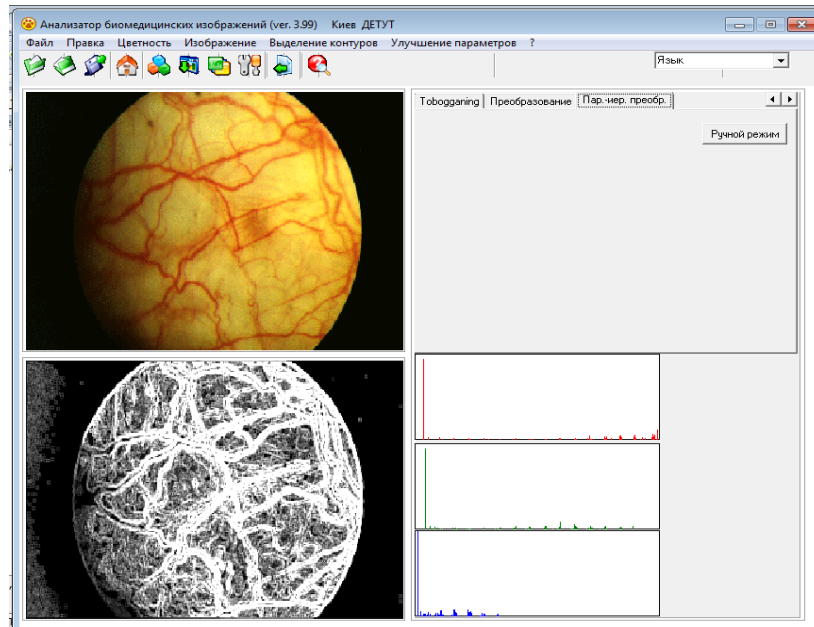 Анализатор биомедицинских изображений (ver. 3.99) Киев ДЕТУТ
Файл Правка Цветность Изображение Выделение контуров Улучшение параметров ?
Язык
Tobogganing Преобразование Пар.-иер. преобр.
Ручной режим